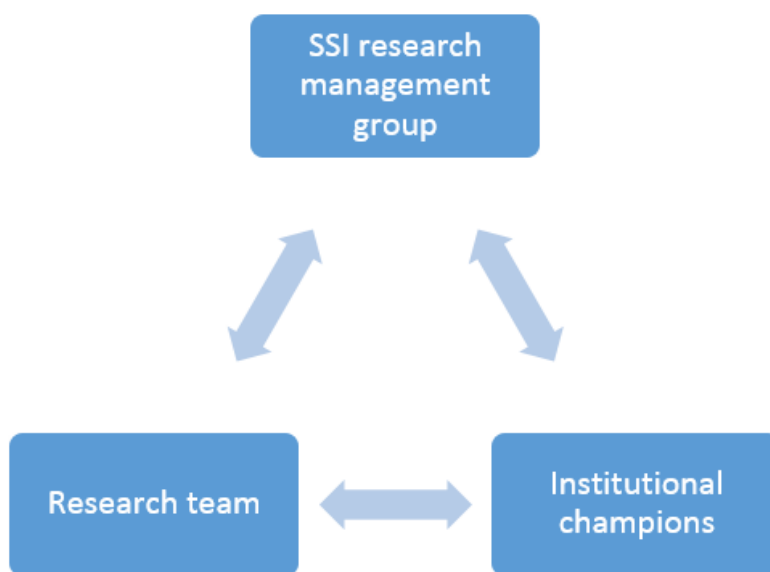 SSI research
management
group
Research team
Institutional
champions